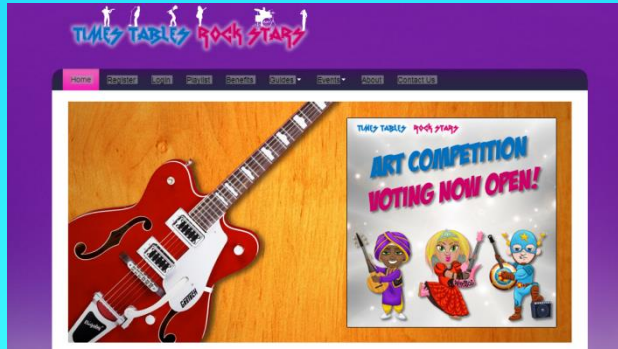 TIMES TABLES ROCK STARS
Home Register Login Playlist Benefits Guides Events About Contact Us
TIMES TABLES ROCK STARS
ART COMPETITION
VOTING NOW OPEN!
GRETSCH